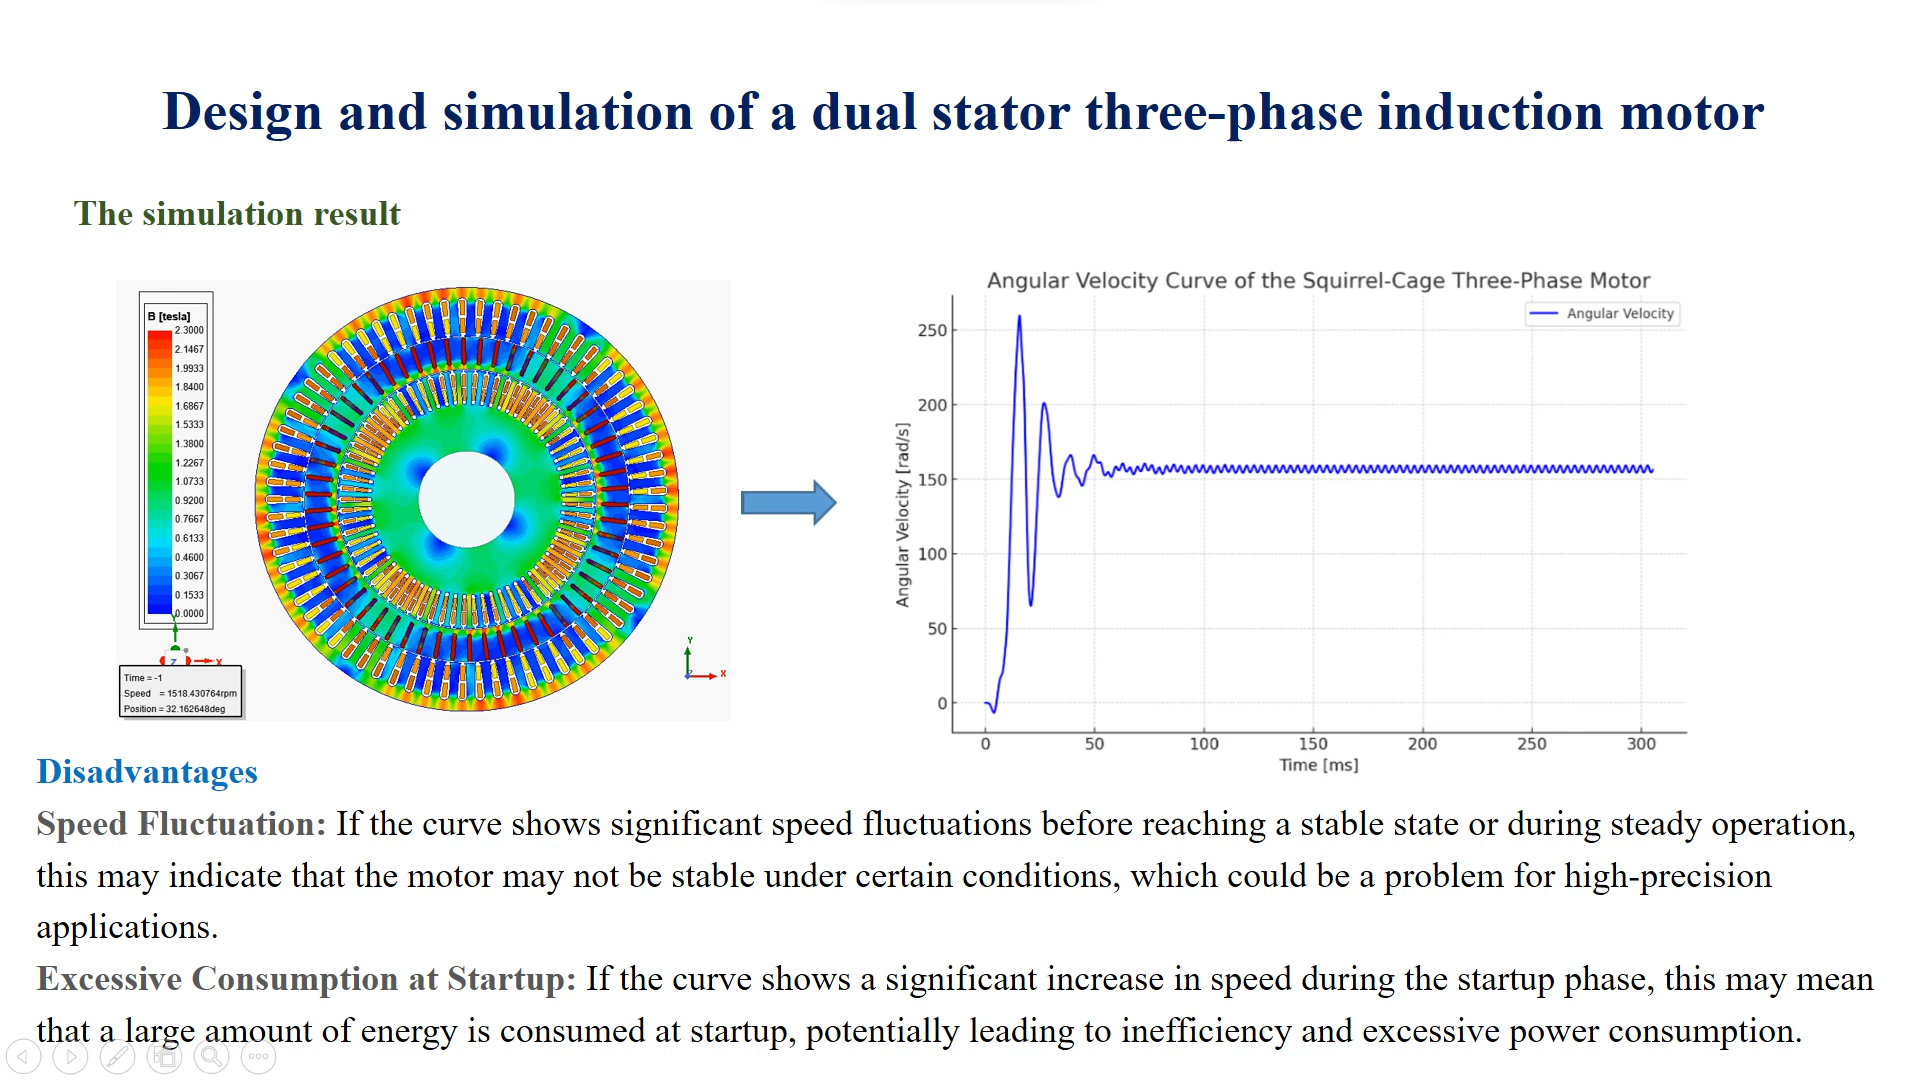 Design and simulation of a dual stator three-phase induction motor
The simulation result
B [tesla]
2.3000
2.1467
1.9933
1.8400
1.6867
1.5333
1.3800
1.2267
1.0733
0.9200
0.7667
0.6133
0.4600
0.3067
0.1533
0.0000
Y
Z
X
Time = -1
Speed = 1518.430764rpm
Position = 32.162648deg
Y
Z
X
Angular Velocity Curve of the Squirrel-Cage Three-Phase Motor
Angular Velocity
Angular Velocity [rad/s]
250
200
150
100
50
0
0 50 100 150 200 250 300
Time [ms]
Disadvantages
Speed Fluctuation: If the curve shows significant speed fluctuations before reaching a stable state or during steady operation,
this may indicate that the motor may not be stable under certain conditions, which could be a problem for high-precision
applications.
Excessive Consumption at Startup: If the curve shows a significant increase in speed during the startup phase, this may mean
that a large amount of energy is consumed at startup, potentially leading to inefficiency and excessive power consumption.